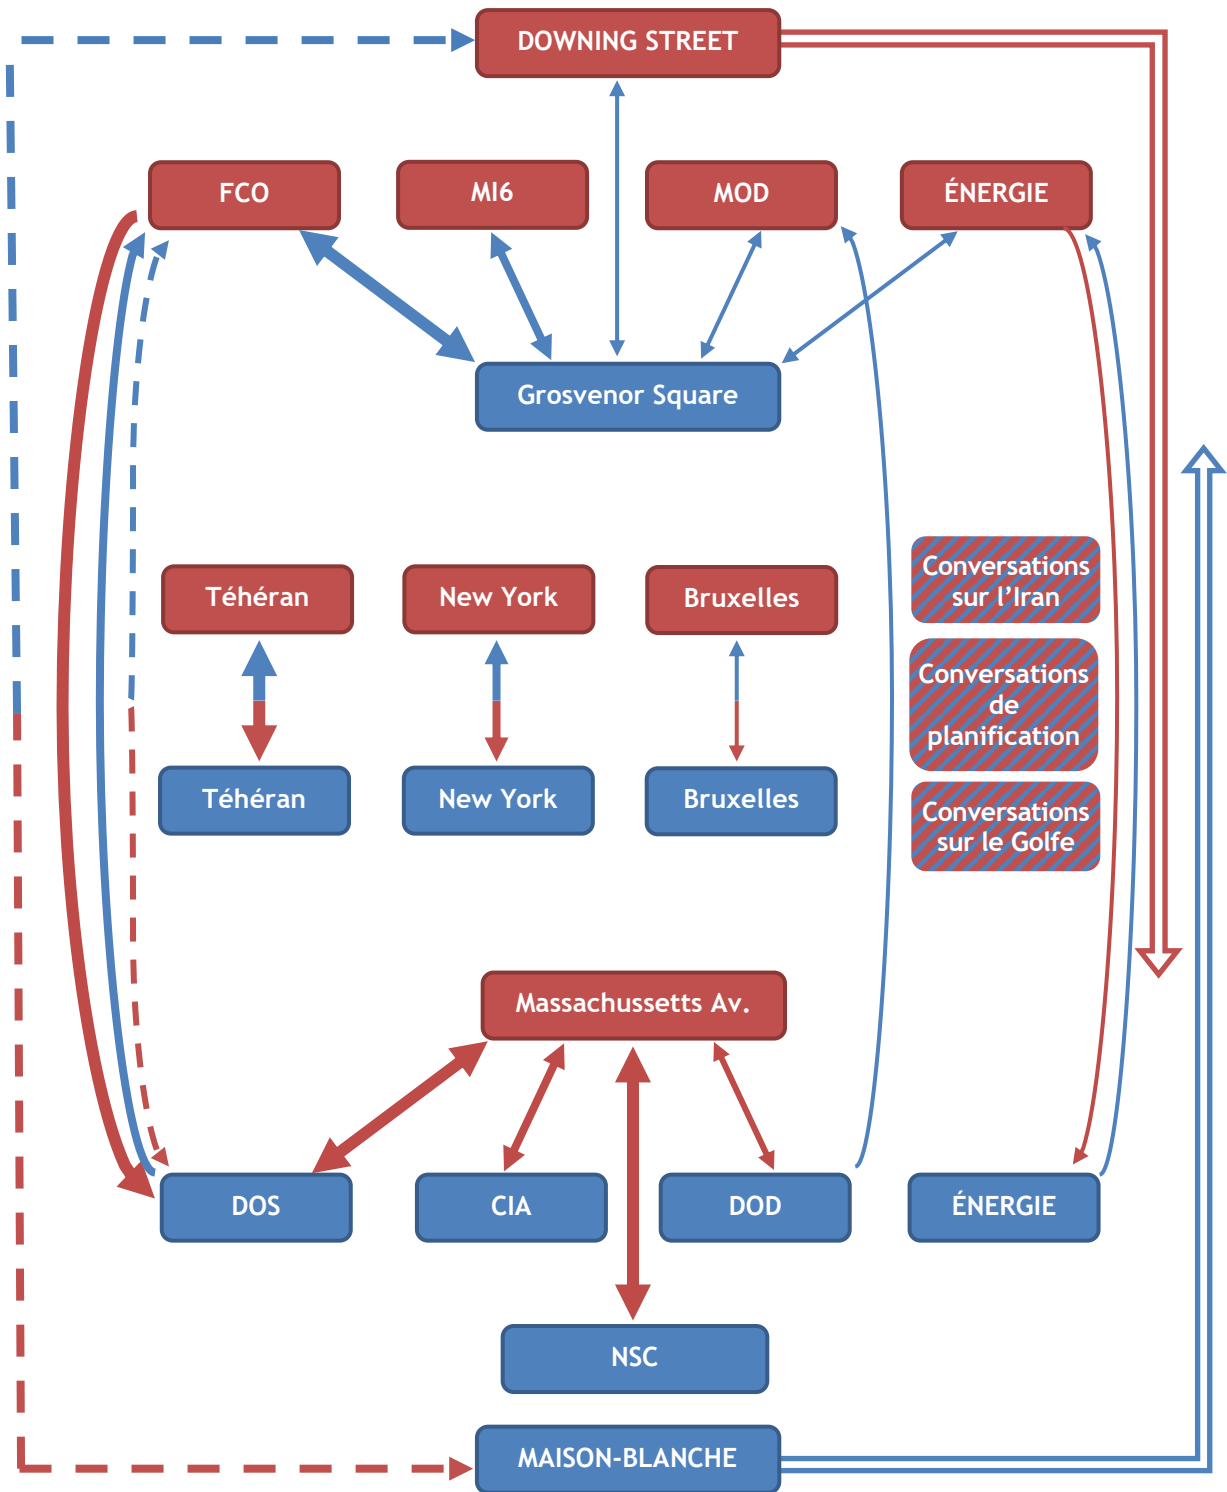 DOWNING STREET
FCO
MI6
MOD
ÉNERGIE
Grosvenor Square
Téhéran
New York
Bruxelles
Conversations
sur l'Iran
Conversations
de
planification
Conversations
sur le Golfe
Téhéran
New York
Bruxelles
Massachussetts Av.
DOS
CIA
DOD
ÉNERGIE
NSC
MAISON-BLANCHE